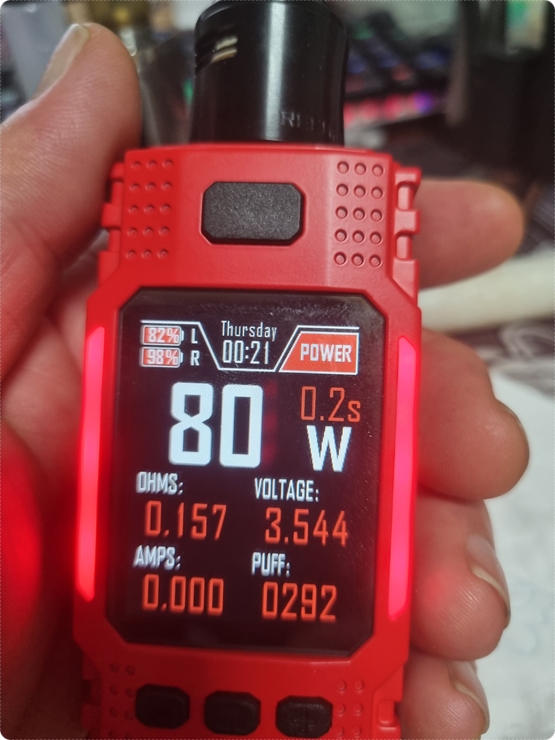 82% L
98% R
Thursday
00:21
POWER
80 W
0.2s
OHMS: VOLTAGE:
0.157 3.544
AMPS: PUFF:
0.000 0292